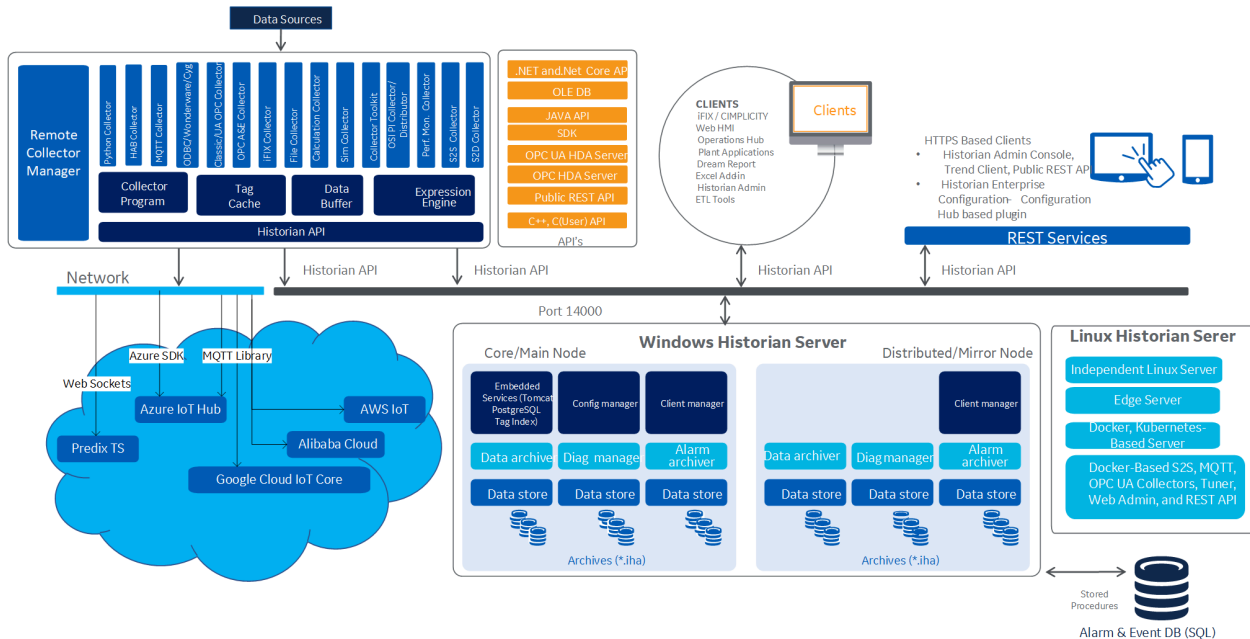 Data Sources
Remote
Collector
Manager
Python Collector
HAB Collector
MQTT Collector
ODBC/Wonderware/Cyg
Classic/UA OPC Collector
OPC A&E Collector
iFIX Collector
File Collector
Calculation Collector
Sim Collector
Collector Toolkit
OSI PI Collector/
Distributor
Perf. Mon. Collector
S2S Collector
S2D Collector
Collector
Program
Tag
Cache
Data
Buffer
Expression
Engine
Historian API
.NET and.Net Core AP
OLE DB
JAVA API
SDK
OPC UA HDA Server
OPC HDA Server
Public REST API
C++, C(User) API
API's
CLIENTS
iFIX / CIMPLICITY
Web HMI
Operations Hub
Plant Applications
Dream Report
Excel Addin
Historian Admin
ETL Tools
Clients
HTTPS Based Clients
• Historian Admin Console,
Trend Client, Public REST AP
• Historian Enterprise
Configuration- Configuration
Hub based plugin
REST Services
Network
Historian API
Historian API
Historian API
Historian API
Port 14000
Azure SDK
MQTT Library
Web Sockets
Azure IoT Hub
AWS IoT
Predix TS
Alibaba Cloud
Google Cloud IoT Core
Windows Historian Server
Core/Main Node
Embedded
Services (Tomcat
PostgreSQL
Tag Index)
Config manager
Client manager
Data archiver
Diag manage
Alarm
archiver
Data store
Data store
Data store
Archives (*.iha)
Distributed/Mirror Node
Client manager
Data archiver
Diag manager
Alarm
archiver
Data store
Data store
Data store
Archives (*.iha)
Linux Historian Serer
Independent Linux Server
Edge Server
Docker, Kubernetes-
Based Server
Docker-Based S2S, MQTT,
OPC UA Collectors, Tuner,
Web Admin, and REST API
Stored
Procedures
Alarm & Event DB (SQL)